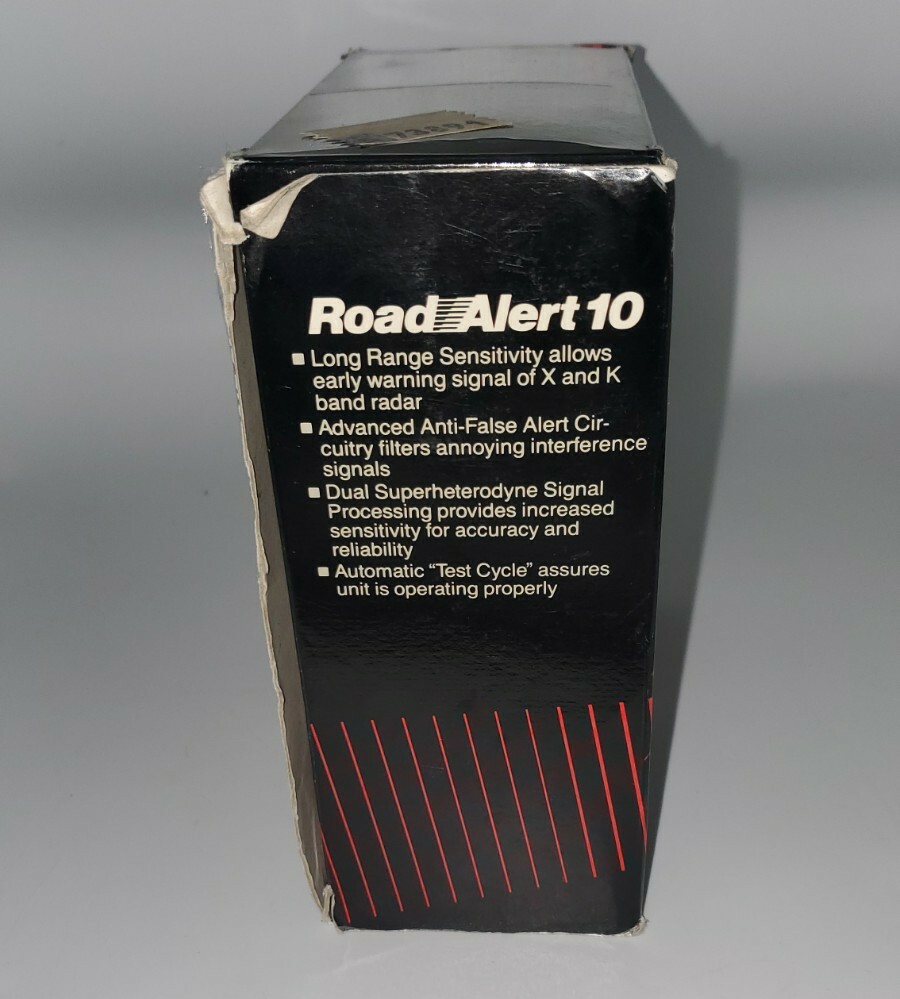 Road Alert 10
▪ Long Range Sensitivity allows
early warning signal of X and K
band radar
▪ Advanced Anti-False Alert Cir-
cuitry filters annoying interference
signals
▪ Dual Superheterodyne Signal
Processing provides increased
sensitivity for accuracy and
reliability
▪ Automatic “Test Cycle” assures
unit is operating properly